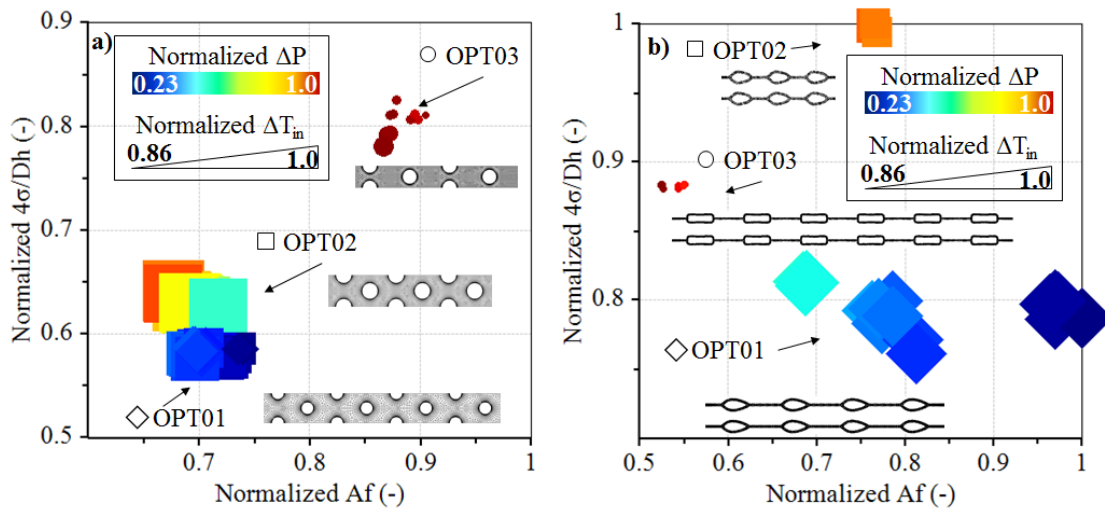 a)
Normalized ΔP
0.23 1.0
Normalized ΔTin
0.86 1.0
OPT03
OPT02
OPT01
0.9
0.8
0.7
0.6
0.5
0.7 0.8 0.9 1
Normalized 4σ/Dh (-)
Normalized Af (-)
b)
OPT02
Normalized ΔP
0.23 1.0
Normalized ΔTin
0.86 1.0
OPT03
OPT01
1
0.9
0.8
0.5 0.6 0.7 0.8 0.9 1
Normalized 4σ/Dh (-)
Normalized Af (-)